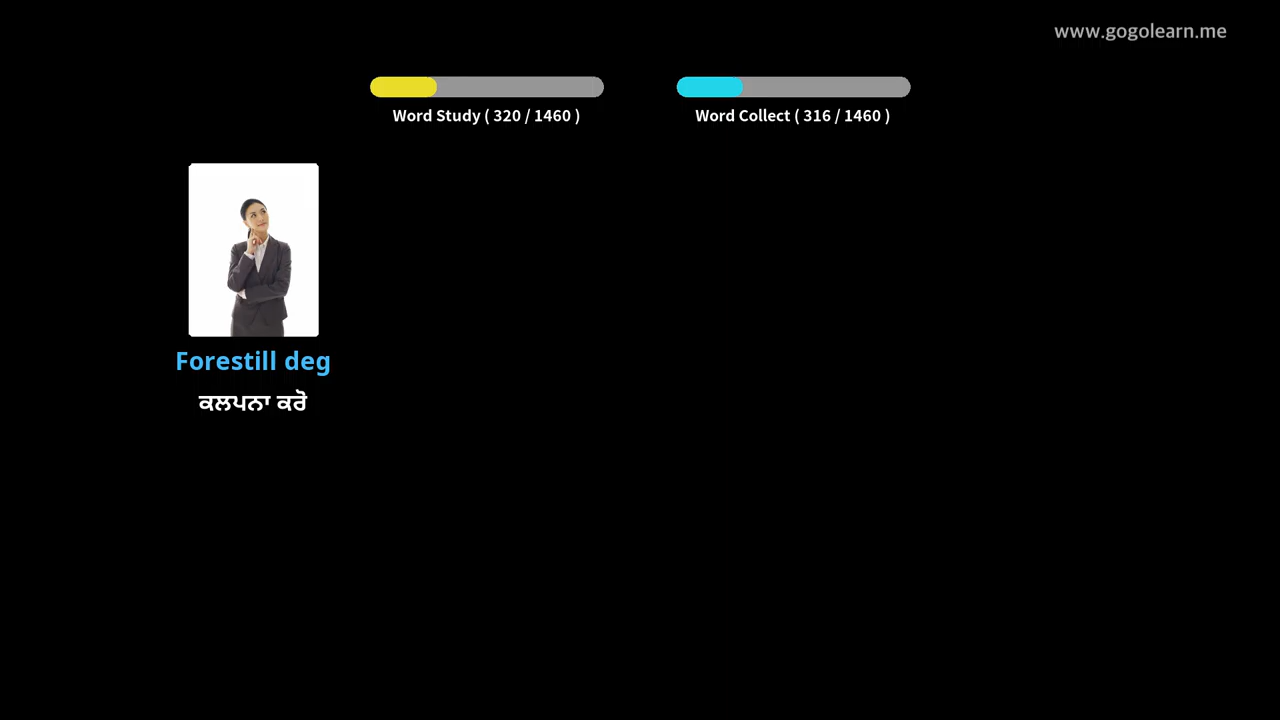 www.gogolearn.me
Word Study ( 320 / 1460 )
Word Collect ( 316 / 1460 )
Forestill deg
ਕਲਪਨਾ ਕਰੋ